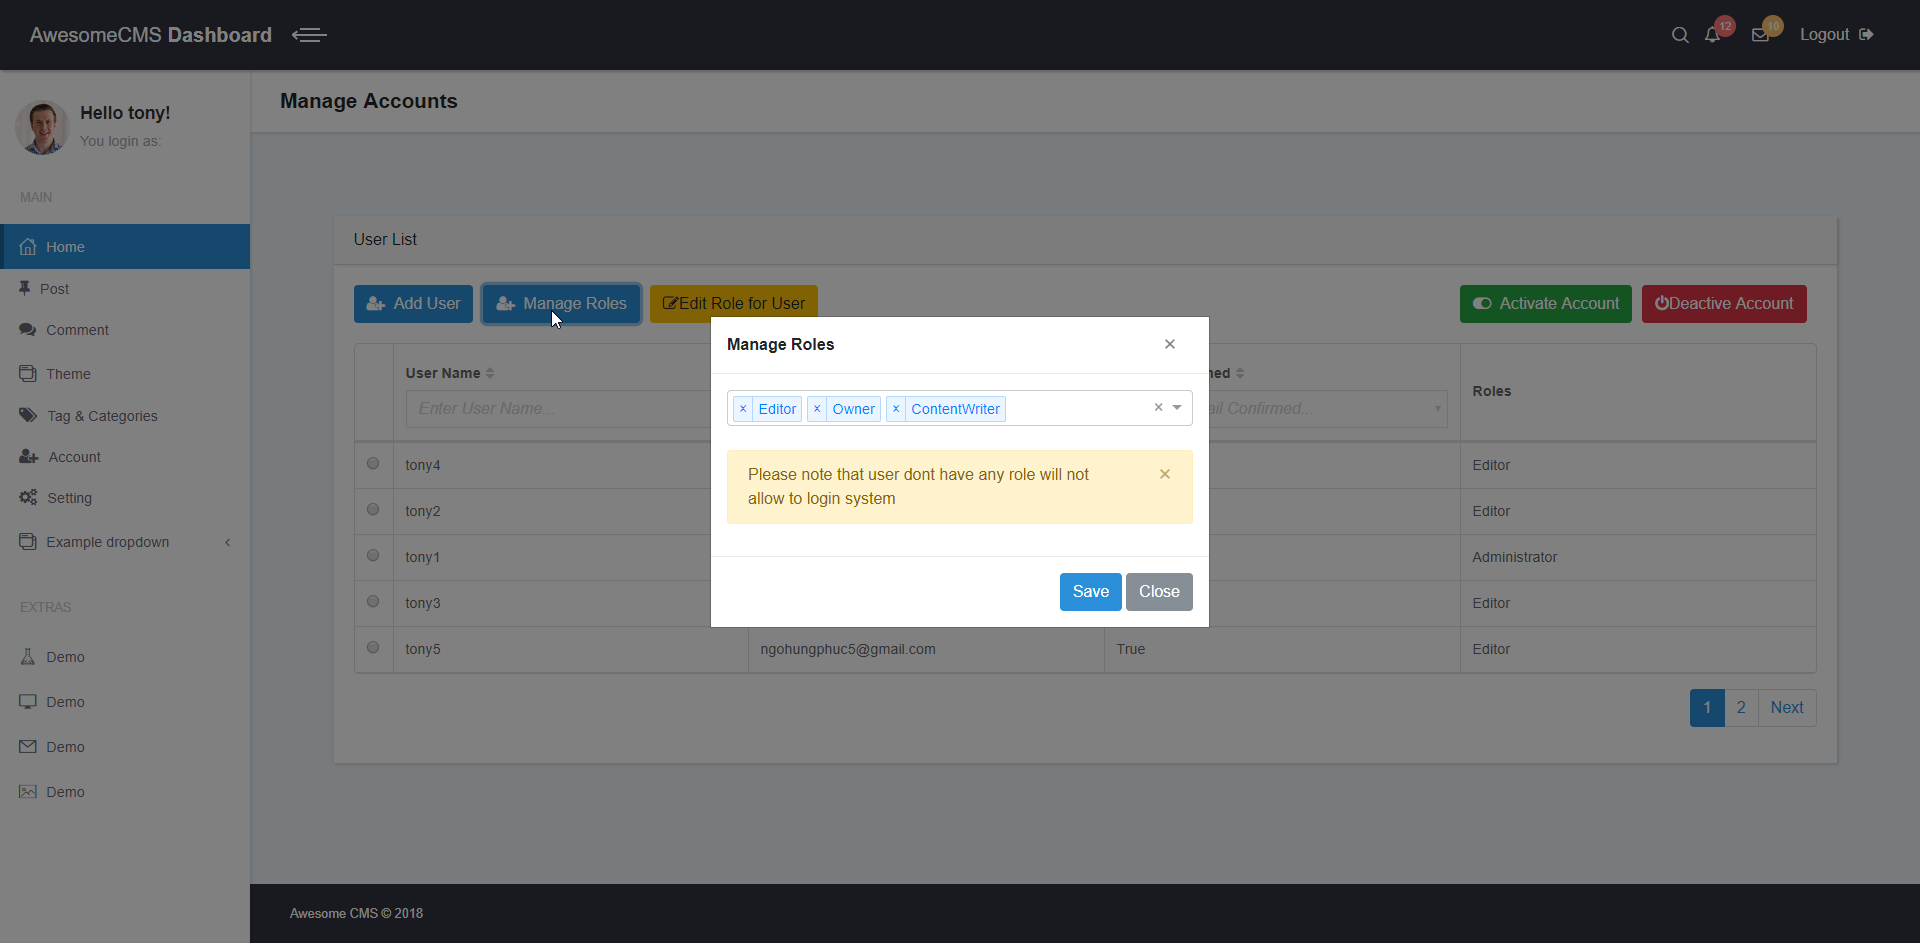 AwesomeCMS Dashboard
12
10
Logout
Hello tony!
You login as:
MAIN
Home
Post
Comment
Theme
Tag & Categories
Account
Setting
Example dropdown
EXTRAS
Demo
Demo
Demo
Demo
Manage Accounts
User List
Add User
Manage Roles
Edit Role for User
Activate Account
Deactive Account
User Name
Enter User Name...
Confirmed...
Roles
tony4
Editor
tony2
Editor
tony1
Administrator
tony3
Editor
tony5
ngohungphuc5@gmail.com
True
Editor
1
2
Next
Manage Roles
×
× Editor × Owner × ContentWriter
×
Please note that user dont have any role will not
allow to login system
×
Save
Close
Awesome CMS © 2018